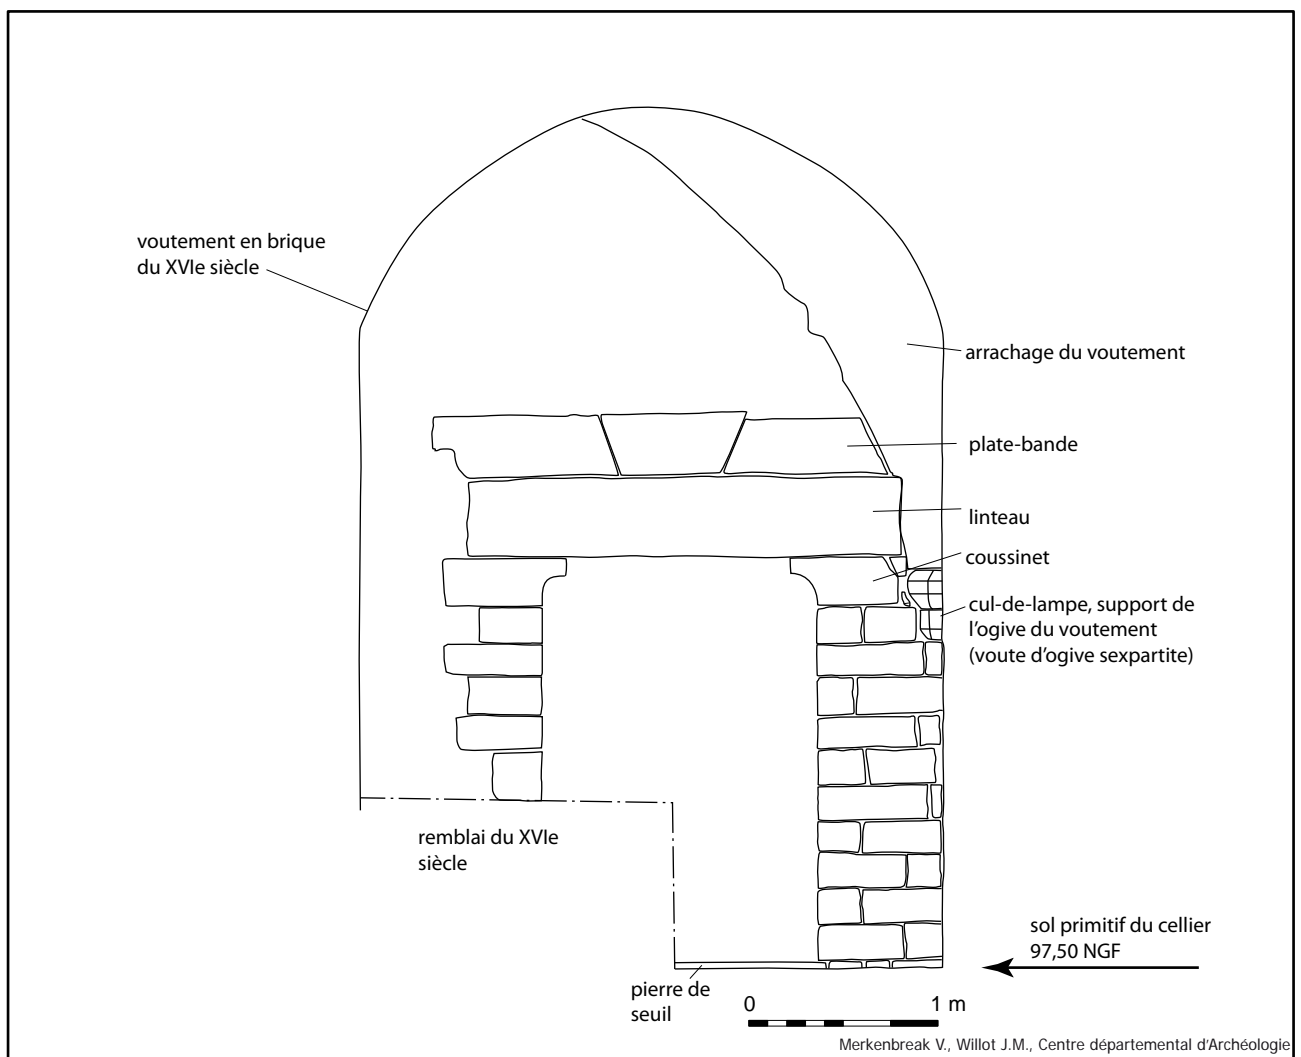 voutement en brique
du XVIe siècle
arrachage du voutement
plate-bande
linteau
coussinet
cul-de-lampe, support de
l'ogive du voutement
(voute d'ogive sexpartite)
remblai du XVIe
siècle
sol primitif du cellier
97,50 NGF
pierre de
seuil
0 1 m
Merkenbreak V., Willot J.M., Centre départemental d'Archéologie